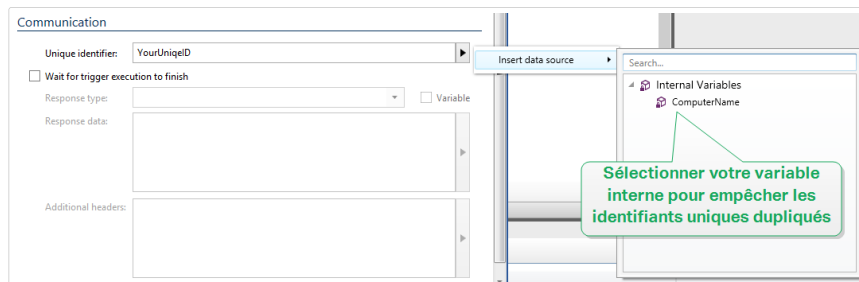 Communication
Unique identifier: YourUniqeID
Insert data source
Search...
Wait for trigger execution to finish
Internal Variables
Response type:
Variable
ComputerName
Response data:
Sélectionner votre variable
interne pour empêcher les
identifiants uniques dupliqués
Additional headers: